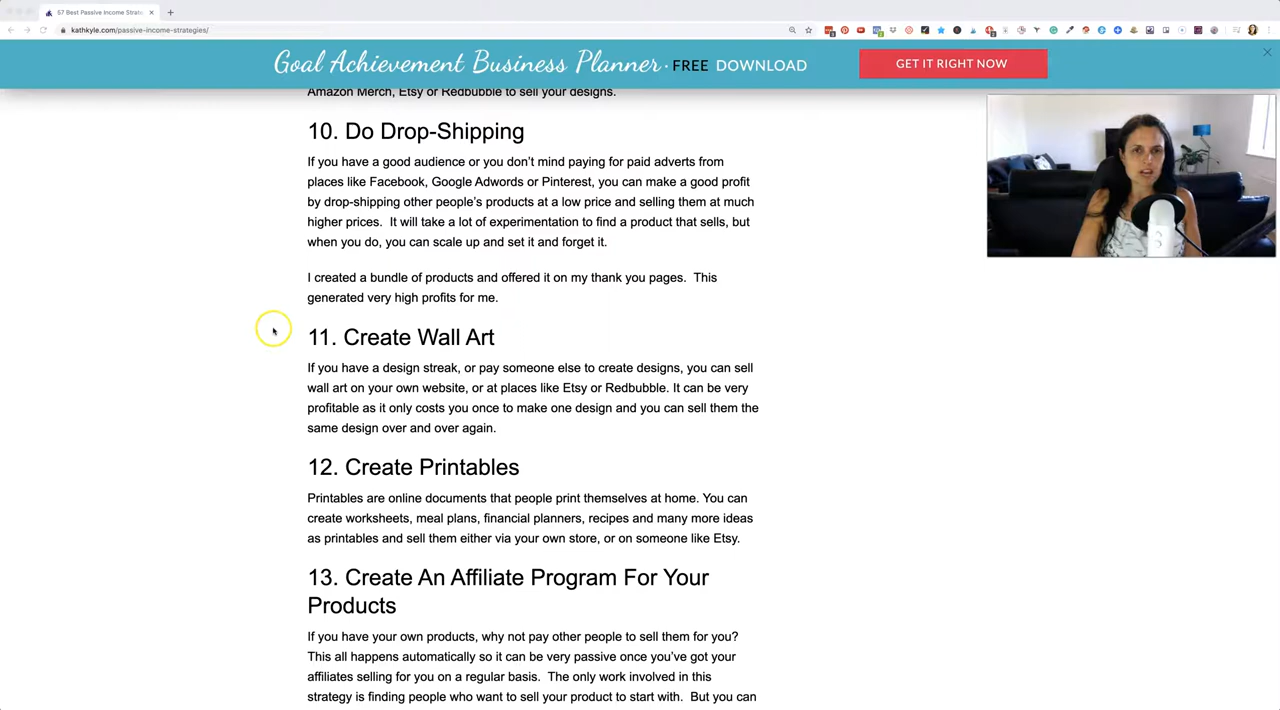 57 Best Passive Income Strate
kathkyle.com/passive-income-strategies/
Goal Achievement Business Planner · FREE DOWNLOAD
GET IT RIGHT NOW
Amazon Merch, Etsy or Redbubble to sell your designs.
10. Do Drop-Shipping
If you have a good audience or you don’t mind paying for paid adverts from
places like Facebook, Google Adwords or Pinterest, you can make a good profit
by drop-shipping other people’s products at a low price and selling them at much
higher prices.  It will take a lot of experimentation to find a product that sells, but
when you do, you can scale up and set it and forget it.
I created a bundle of products and offered it on my thank you pages.  This
generated very high profits for me.
11. Create Wall Art
If you have a design streak, or pay someone else to create designs, you can sell
wall art on your own website, or at places like Etsy or Redbubble. It can be very
profitable as it only costs you once to make one design and you can sell them the
same design over and over again.
12. Create Printables
Printables are online documents that people print themselves at home. You can
create worksheets, meal plans, financial planners, recipes and many more ideas
as printables and sell them either via your own store, or on someone like Etsy.
13. Create An Affiliate Program For Your
Products
If you have your own products, why not pay other people to sell them for you?
This all happens automatically so it can be very passive once you’ve got your
affiliates selling for you on a regular basis.  The only work involved in this
strategy is finding people who want to sell your product to start with.  But you can